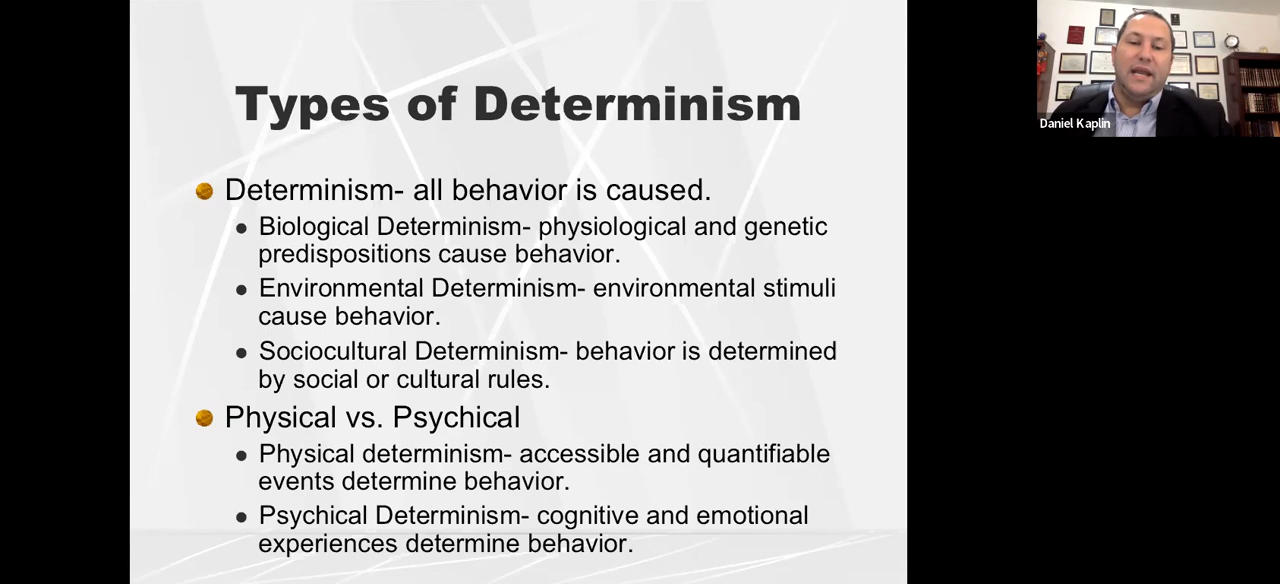 Types of Determinism
Determinism- all behavior is caused.
Biological Determinism- physiological and genetic
predispositions cause behavior.
Environmental Determinism- environmental stimuli
cause behavior.
Sociocultural Determinism- behavior is determined
by social or cultural rules.
Physical vs. Psychical
Physical determinism- accessible and quantifiable
events determine behavior.
Psychical Determinism- cognitive and emotional
experiences determine behavior.
Daniel Kaplin